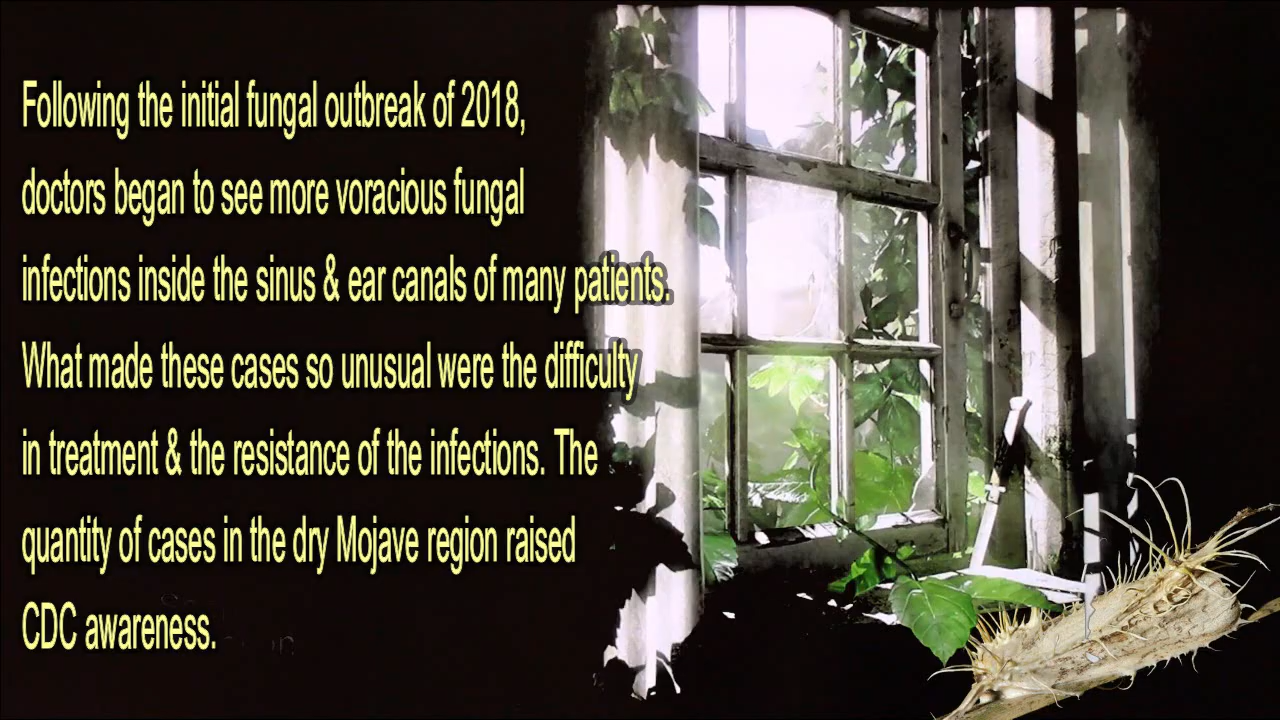 Following the initial fungal outbreak of 2018,
doctors began to see more voracious fungal
infections inside the sinus & ear canals of many patients.
What made these cases so unusual were the difficulty
in treatment & the resistance of the infections. The
quantity of cases in the dry Mojave region raised
CDC awareness.